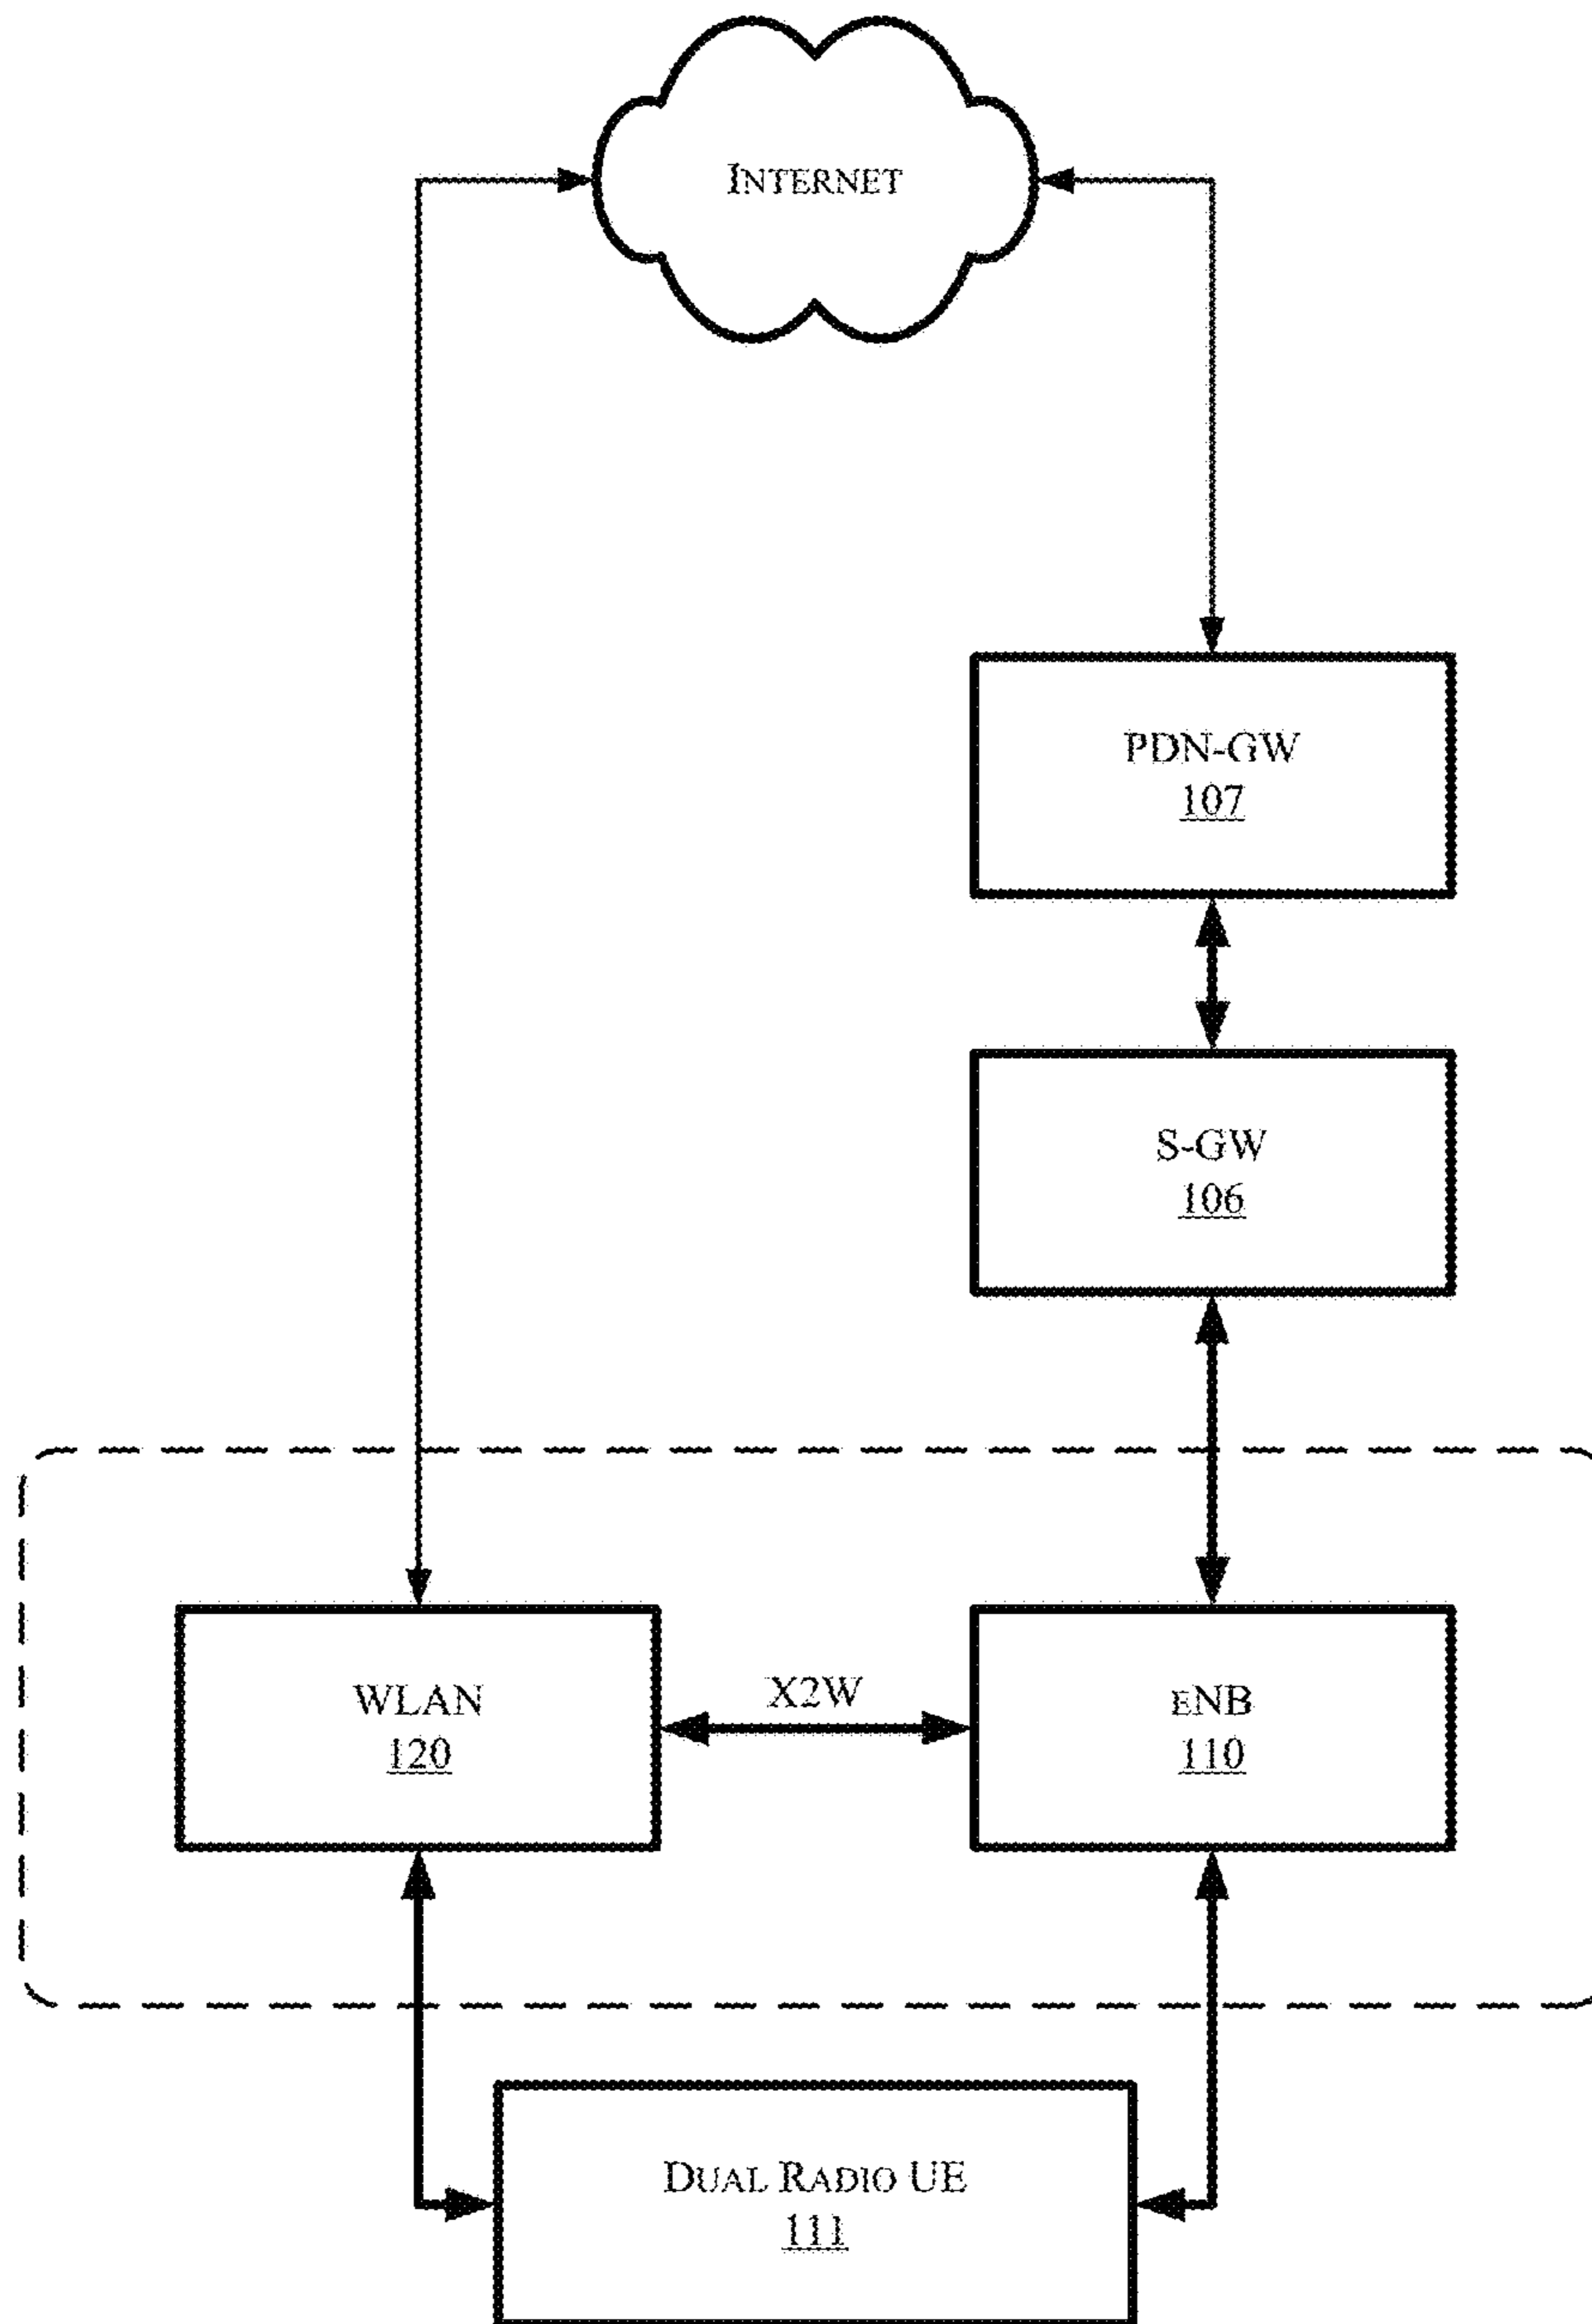 INTERNET
PDN-GW
107
S-GW
106
WLAN
120
X2W
eNB
110
DUAL RADIO UE
111